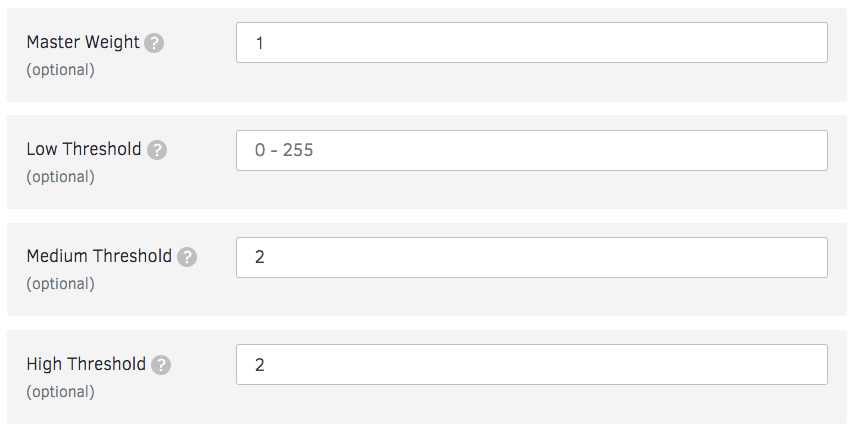 Master Weight ?
(optional)
1
Low Threshold ?
(optional)
0 - 255
Medium Threshold ?
(optional)
2
High Threshold ?
(optional)
2